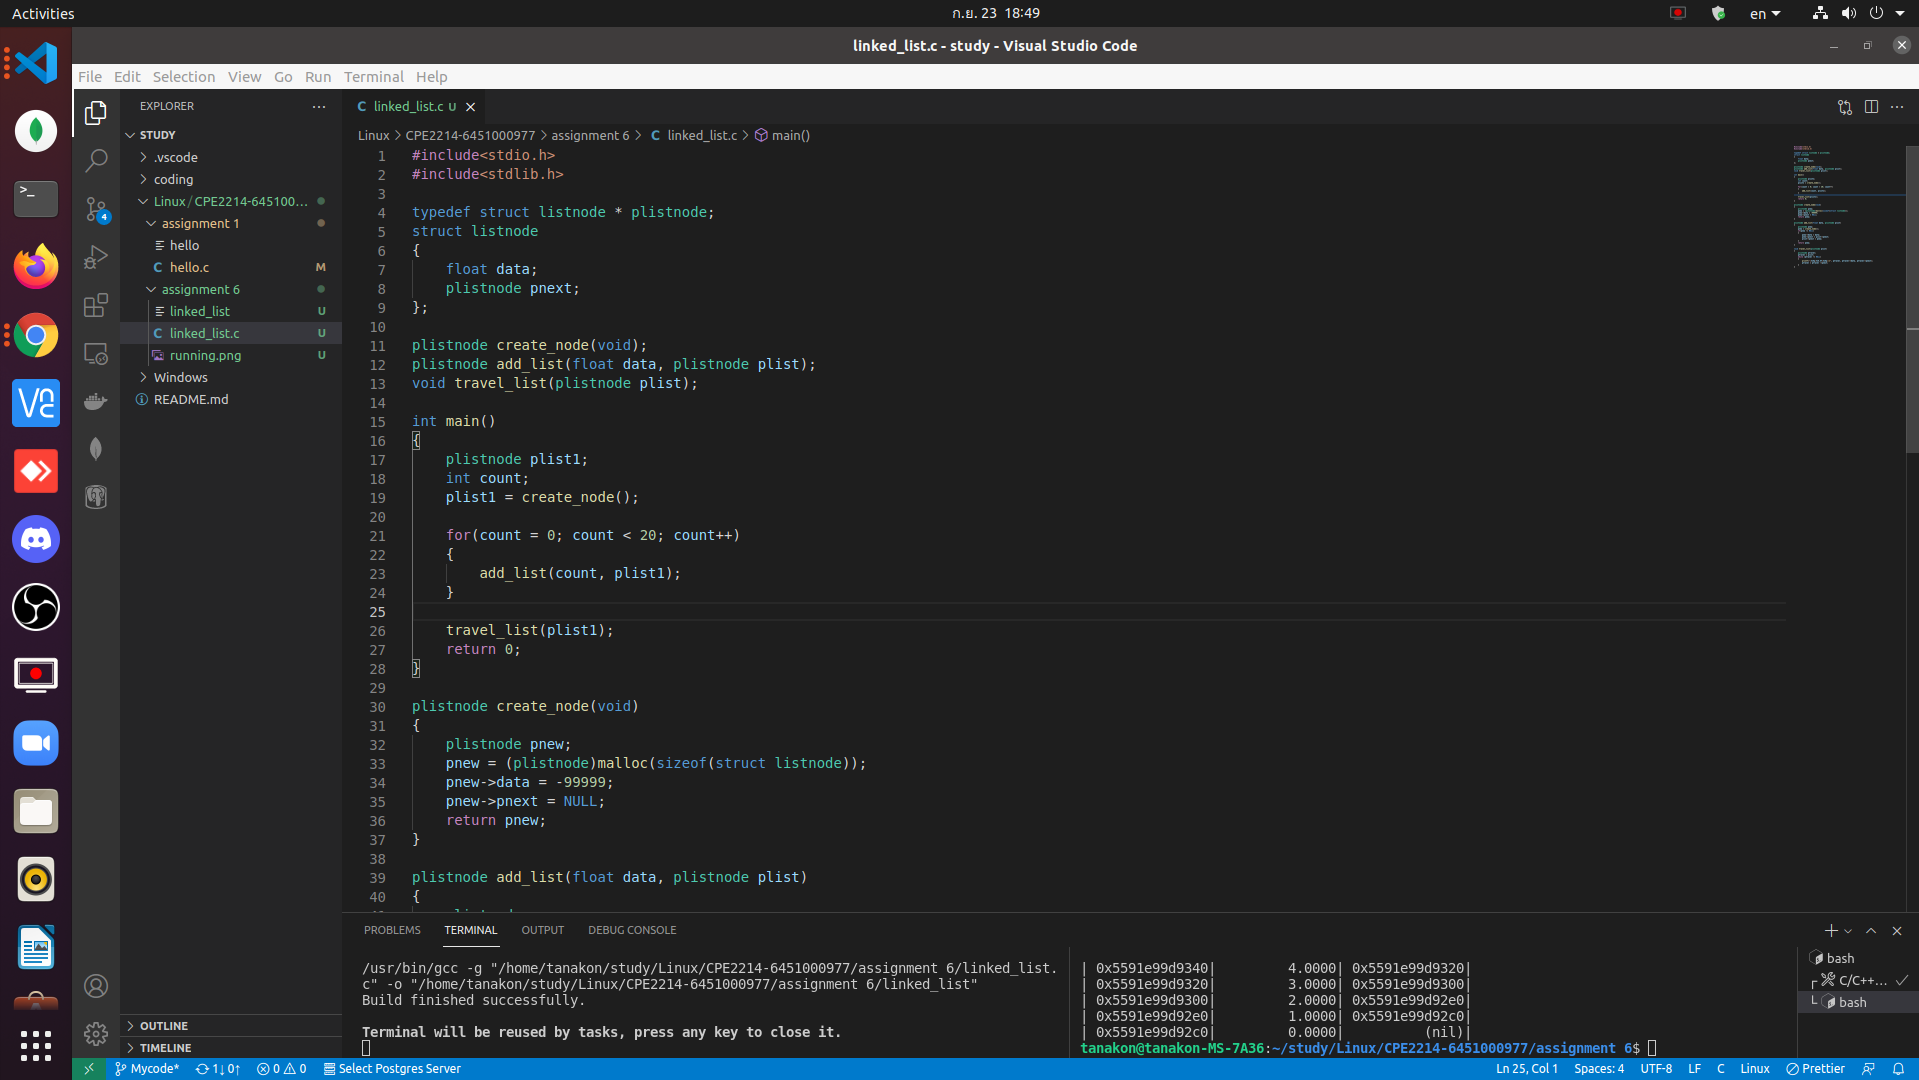 Activities
ก.ย. 23 18:49
en
linked_list.c - study - Visual Studio Code
File Edit Selection View Go Run Terminal Help
EXPLORER
STUDY
.vscode
coding
Linux / CPE2214-645100...
assignment 1
hello
hello.c M
assignment 6
linked_list U
linked_list.c U
running.png U
Windows
README.md
OUTLINE
TIMELINE
4
linked_list.c U
Linux > CPE2214-6451000977 > assignment 6 > C linked_list.c > main()
1 #include<stdio.h>
2 #include<stdlib.h>
3
4 typedef struct listnode * plistnode;
5 struct listnode
6 {
7     float data;
8     plistnode pnext;
9 };
10
11 plistnode create_node(void);
12 plistnode add_list(float data, plistnode plist);
13 void travel_list(plistnode plist);
14
15 int main()
16 {
17     plistnode plist1;
18     int count;
19     plist1 = create_node();
20
21     for(count = 0; count < 20; count++)
22     {
23         add_list(count, plist1);
24     }
25
26     travel_list(plist1);
27     return 0;
28 }
29
30 plistnode create_node(void)
31 {
32     plistnode pnew;
33     pnew = (plistnode)malloc(sizeof(struct listnode));
34     pnew->data = -99999;
35     pnew->pnext = NULL;
36     return pnew;
37 }
38
39 plistnode add_list(float data, plistnode plist)
40 {
PROBLEMS TERMINAL OUTPUT DEBUG CONSOLE
/usr/bin/gcc -g "/home/tanakon/study/Linux/CPE2214-6451000977/assignment 6/linked_list.
c" -o "/home/tanakon/study/Linux/CPE2214-6451000977/assignment 6/linked_list"
Build finished successfully.
Terminal will be reused by tasks, press any key to close it.
| 0x5591e99d9340| 4.0000| 0x5591e99d9320|
| 0x5591e99d9320| 3.0000| 0x5591e99d9300|
| 0x5591e99d9300| 2.0000| 0x5591e99d92e0|
| 0x5591e99d92e0| 1.0000| 0x5591e99d92c0|
| 0x5591e99d92c0| 0.0000| (nil)|
tanakon@tanakon-MS-7A36:~/study/Linux/CPE2214-6451000977/assignment 6$
bash
C/C++...
bash
Mycode* 1↓ 0↑ 0 0 Select Postgres Server
Ln 25, Col 1 Spaces: 4 UTF-8 LF C Linux Prettier